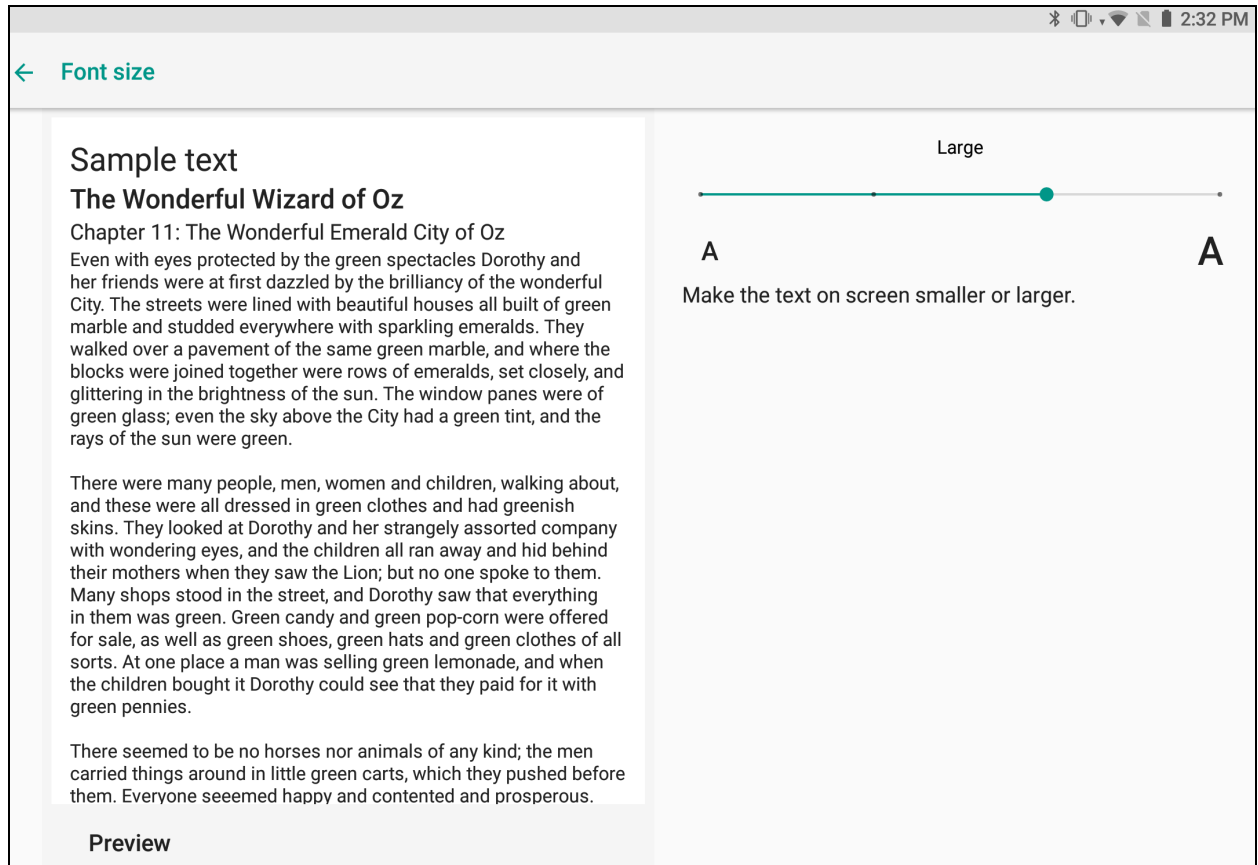 2:32 PM
Font size
Sample text
The Wonderful Wizard of Oz
Chapter 11: The Wonderful Emerald City of Oz
Even with eyes protected by the green spectacles Dorothy and
her friends were at first dazzled by the brilliancy of the wonderful
City. The streets were lined with beautiful houses all built of green
marble and studded everywhere with sparkling emeralds. They
walked over a pavement of the same green marble, and where the
blocks were joined together were rows of emeralds, set closely, and
glittering in the brightness of the sun. The window panes were of
green glass; even the sky above the City had a green tint, and the
rays of the sun were green.
There were many people, men, women and children, walking about,
and these were all dressed in green clothes and had greenish
skins. They looked at Dorothy and her strangely assorted company
with wondering eyes, and the children all ran away and hid behind
their mothers when they saw the Lion; but no one spoke to them.
Many shops stood in the street, and Dorothy saw that everything
in them was green. Green candy and green pop-corn were offered
for sale, as well as green shoes, green hats and green clothes of all
sorts. At one place a man was selling green lemonade, and when
the children bought it Dorothy could see that they paid for it with
green pennies.
There seemed to be no horses nor animals of any kind; the men
carried things around in little green carts, which they pushed before
them. Everyone seeemed happy and contented and prosperous.
Preview
Large
A A
Make the text on screen smaller or larger.